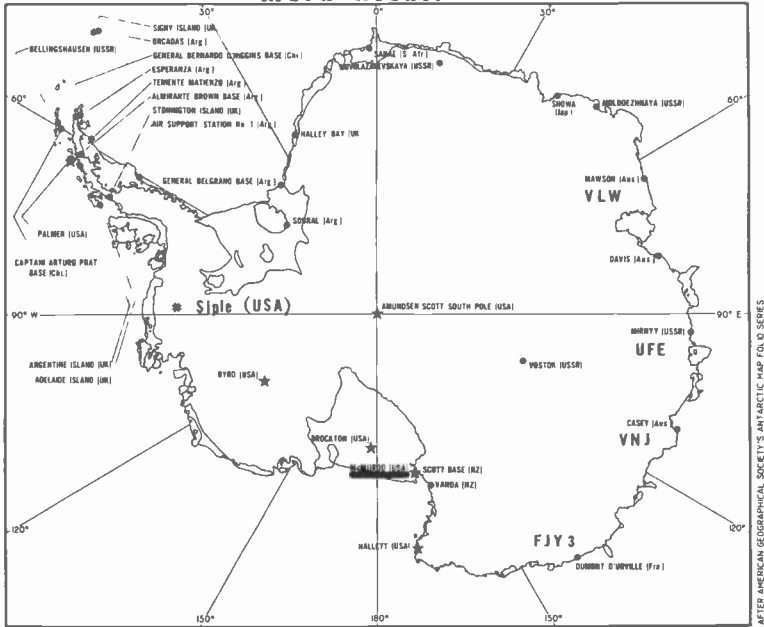 30°
0°
30°
SIGNY ISLAND (UK)
ORCADAS (Arg)
BELLINGSHAUSEN (USSR)
GENERAL BERNARDO O'HIGGINS BASE (Chi)
ESPERANZA (Arg)
TENIENTE MATIENZO (Arg)
ALMIRANTE BROWN BASE (Arg)
STONINGTON ISLAND (UK)
AIR SUPPORT STATION No 1 (Arg)
60°
60°
SANAE (S Afr)
NOVOLAZAREVSKAYA (USSR)
SHOWA
(Jap)
MOLODEZHNAYA (USSR)
HALLEY BAY (UK
GENERAL BELGRANO BASE (Arg)
MAWSON (Aus)
VLW
SOBRAL (Arg)
PALMER (USA)
CAPTAIN ARTURO PRAT
BASE (Chi)
DAVIS (Aus)
Siple (USA)
AMUNDSEN SCOTT SOUTH POLE (USA)
90° W
90° E
MIRNYY (USSR)
UFE
ARGENTINE ISLAND (UK)
ADELAIDE ISLAND (UK)
BYRD (USA)
VOSTOK (USSR)
CASEY (Aus
VNJ
BROCKTON (USA)
McMURDO (USA)
SCOTT BASE (NZ)
VANDA (NZ)
120°
120°
HALLETT (USA)
FJY3
DUMONT D'URVILLE (Fra)
150°
180°
150°
AFTER AMERICAN GEOGRAPHICAL SOCIETY'S ANTARCTIC MAP FOLIO SERIES